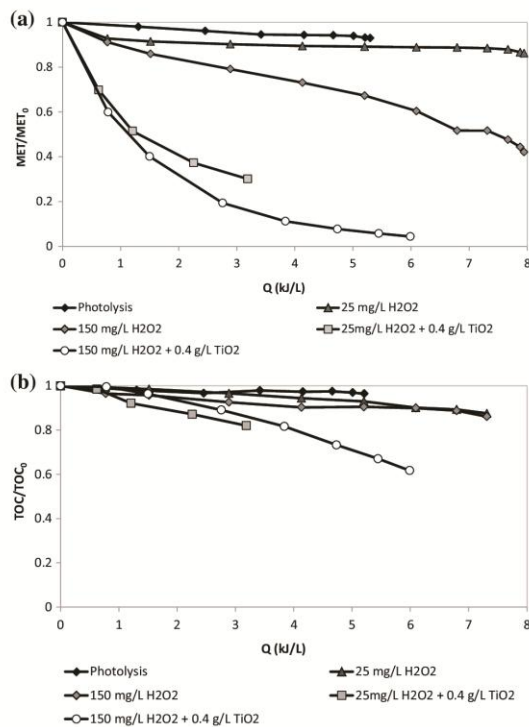 (a)
1
0.8
0.6
0.4
0.2
0
MET/MET0
0 1 2 3 4 5 6 7 8
Q (kJ/L)
Photolysis
25 mg/L H2O2
150 mg/L H2O2
25mg/L H2O2 + 0.4 g/L TiO2
150 mg/L H2O2 + 0.4 g/L TiO2
(b)
1
0.8
0.6
0.4
0.2
0
TOC/TOC0
0 1 2 3 4 5 6 7 8
Q (kJ/L)
Photolysis
25 mg/L H2O2
150 mg/L H2O2
25mg/L H2O2 + 0.4 g/L TiO2
150 mg/L H2O2 + 0.4 g/L TiO2